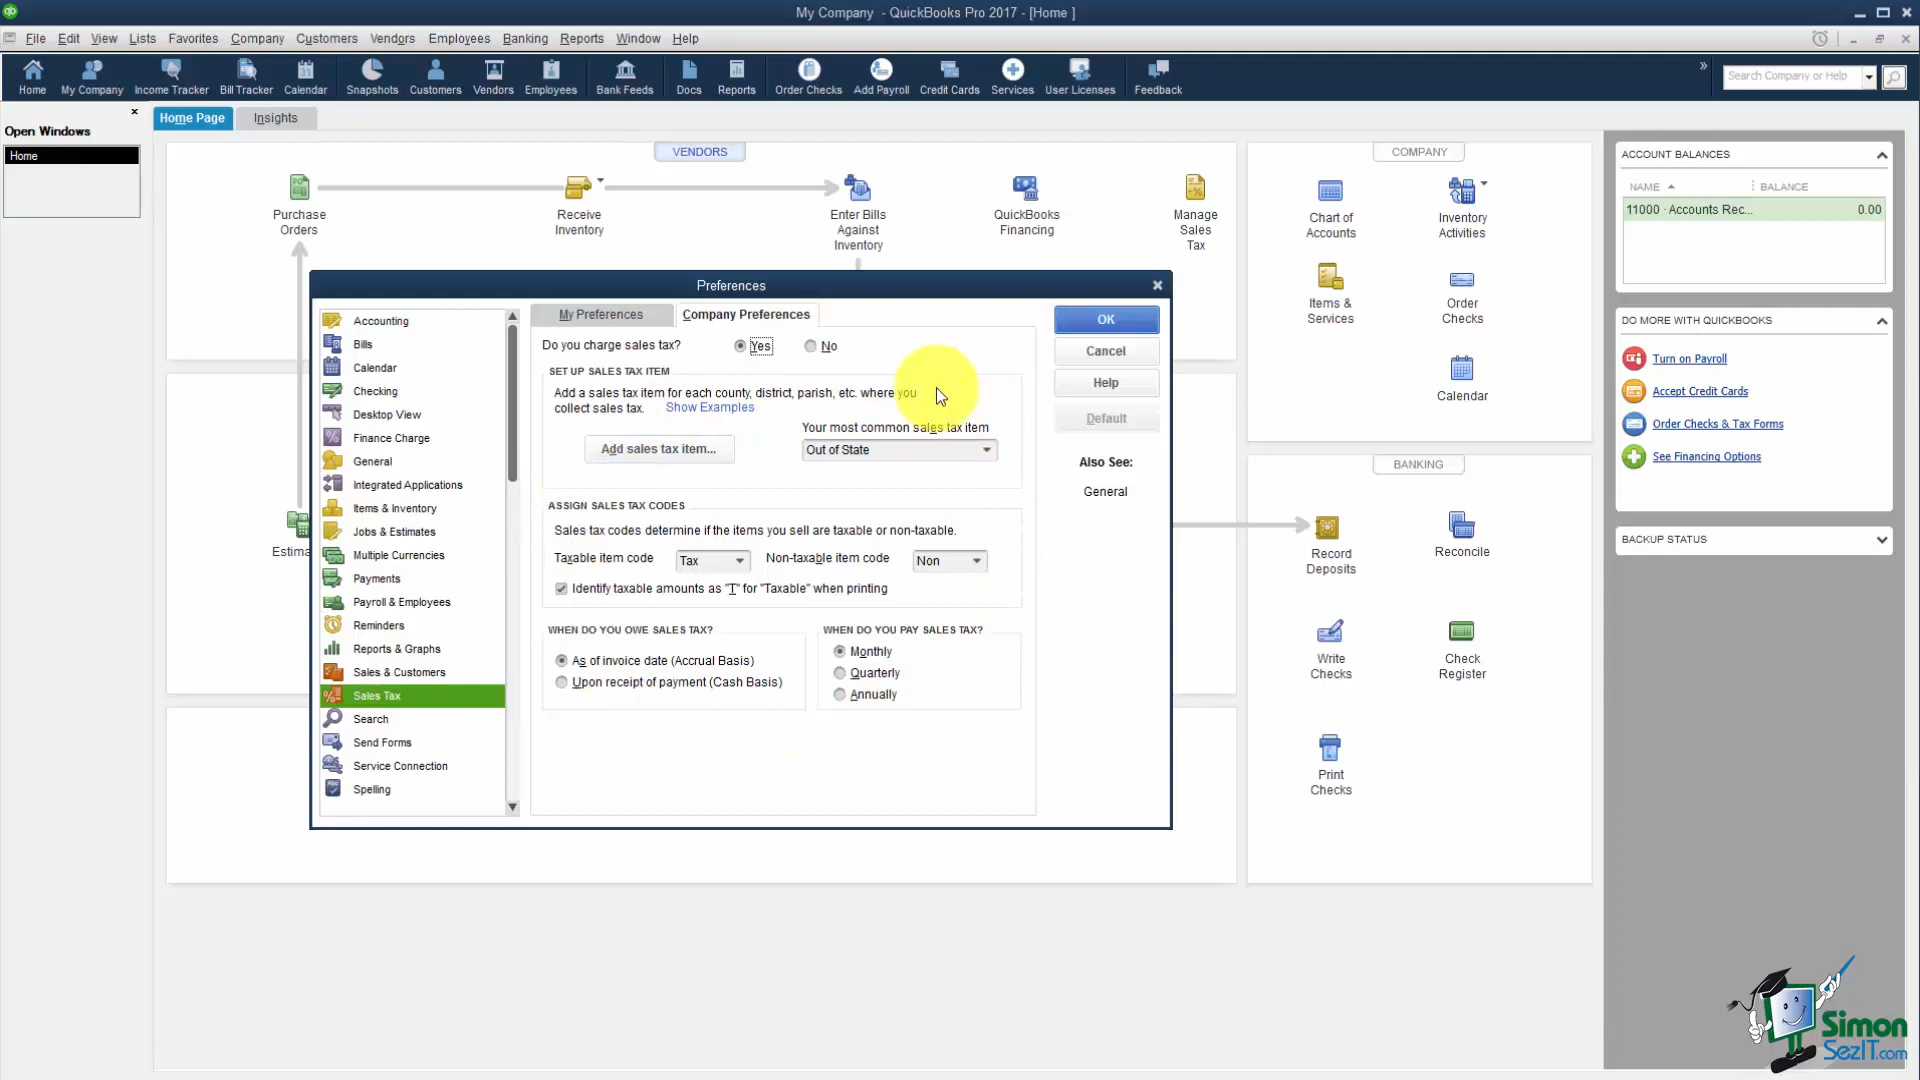 My Company - QuickBooks Pro 2017 - [Home ]
File Edit View Lists Favorites Company Customers Vendors Employees Banking Reports Window Help
Home My Company Income Tracker Bill Tracker Calendar Snapshots Customers Vendors Employees Bank Feeds Docs Reports Order Checks Add Payroll Credit Cards Services User Licenses Feedback
Search Company or Help
Open Windows
Home
Home Page Insights
VENDORS
Purchase
Orders
Receive
Inventory
Enter Bills
Against
Inventory
QuickBooks
Financing
Manage
Sales
Tax
Estima
Preferences
Accounting
Bills
Calendar
Checking
Desktop View
Finance Charge
General
Integrated Applications
Items & Inventory
Jobs & Estimates
Multiple Currencies
Payments
Payroll & Employees
Reminders
Reports & Graphs
Sales & Customers
Sales Tax
Search
Send Forms
Service Connection
Spelling
My Preferences Company Preferences
Do you charge sales tax? Yes No
SET UP SALES TAX ITEM
Add a sales tax item for each county, district, parish, etc. where you
collect sales tax. Show Examples
Your most common sales tax item
Add sales tax item... Out of State
ASSIGN SALES TAX CODES
Sales tax codes determine if the items you sell are taxable or non-taxable.
Taxable item code Tax Non-taxable item code Non
Identify taxable amounts as "T" for "Taxable" when printing
WHEN DO YOU OWE SALES TAX?
As of invoice date (Accrual Basis)
Upon receipt of payment (Cash Basis)
WHEN DO YOU PAY SALES TAX?
Monthly
Quarterly
Annually
OK
Cancel
Help
Default
Also See:
General
COMPANY
Chart of
Accounts
Inventory
Activities
Items &
Services
Order
Checks
Calendar
BANKING
Record
Deposits
Reconcile
Write
Checks
Check
Register
Print
Checks
ACCOUNT BALANCES
NAME BALANCE
11000 · Accounts Rec... 0.00
DO MORE WITH QUICKBOOKS
Turn on Payroll
Accept Credit Cards
Order Checks & Tax Forms
See Financing Options
BACKUP STATUS
Simon
SezIT.com